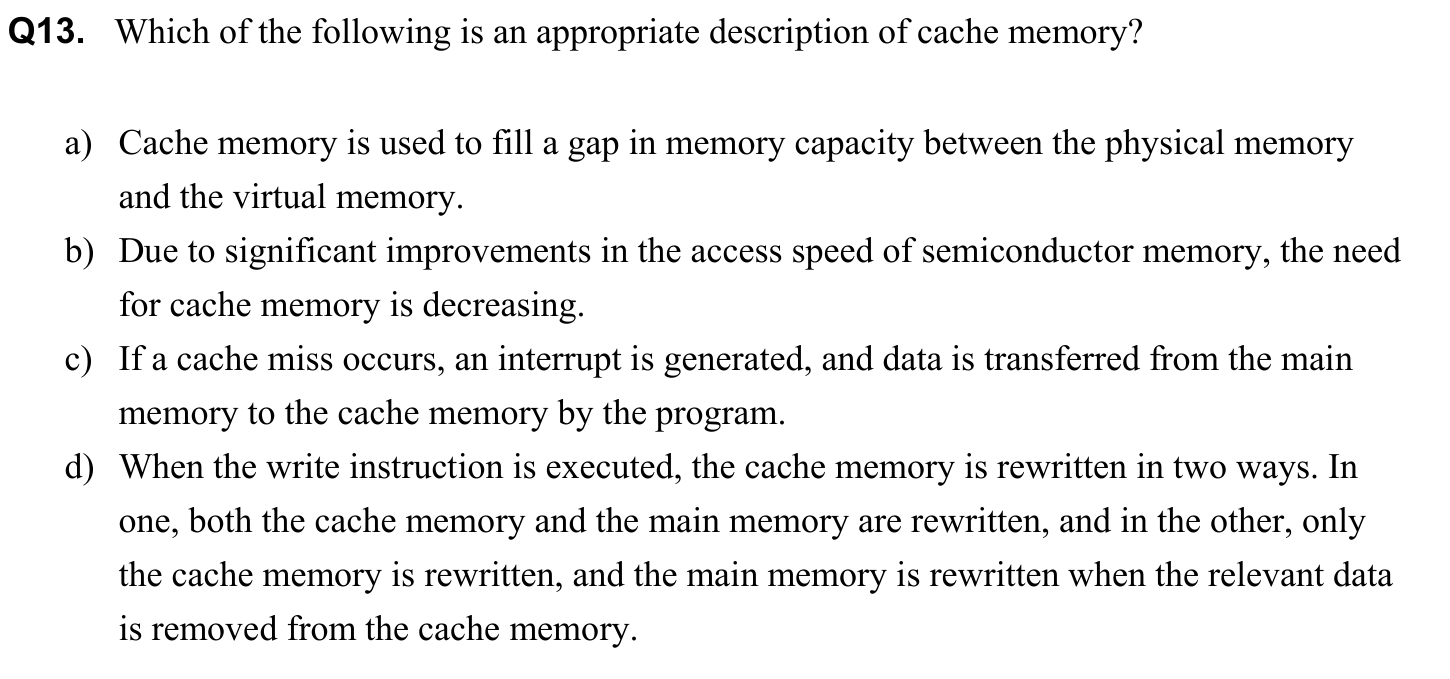 Q13. Which of the following is an appropriate description of cache memory?
a) Cache memory is used to fill a gap in memory capacity between the physical memory
and the virtual memory.
b) Due to significant improvements in the access speed of semiconductor memory, the need
for cache memory is decreasing.
c) If a cache miss occurs, an interrupt is generated, and data is transferred from the main
memory to the cache memory by the program.
d) When the write instruction is executed, the cache memory is rewritten in two ways. In
one, both the cache memory and the main memory are rewritten, and in the other, only
the cache memory is rewritten, and the main memory is rewritten when the relevant data
is removed from the cache memory.